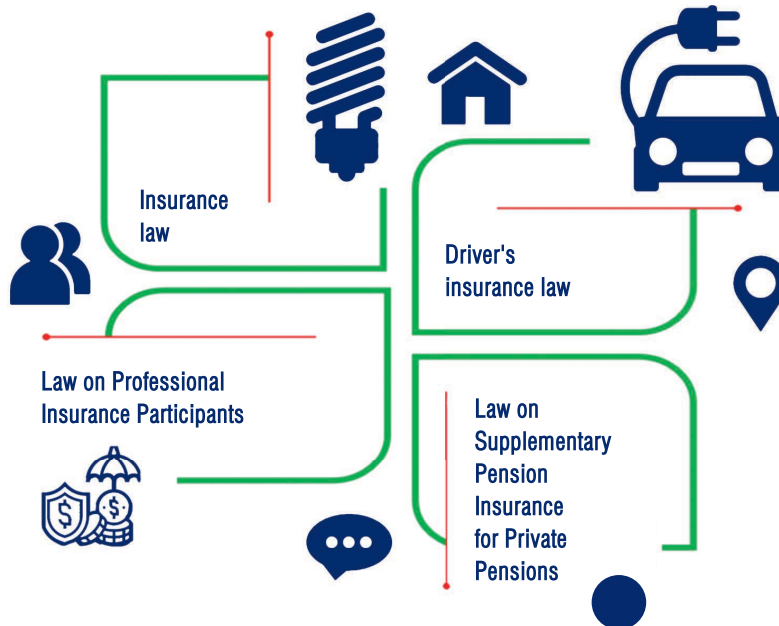 Insurance
law
Driver's
insurance law
Law on Professional
Insurance Participants
Law on
Supplementary
Pension
Insurance
for Private
Pensions